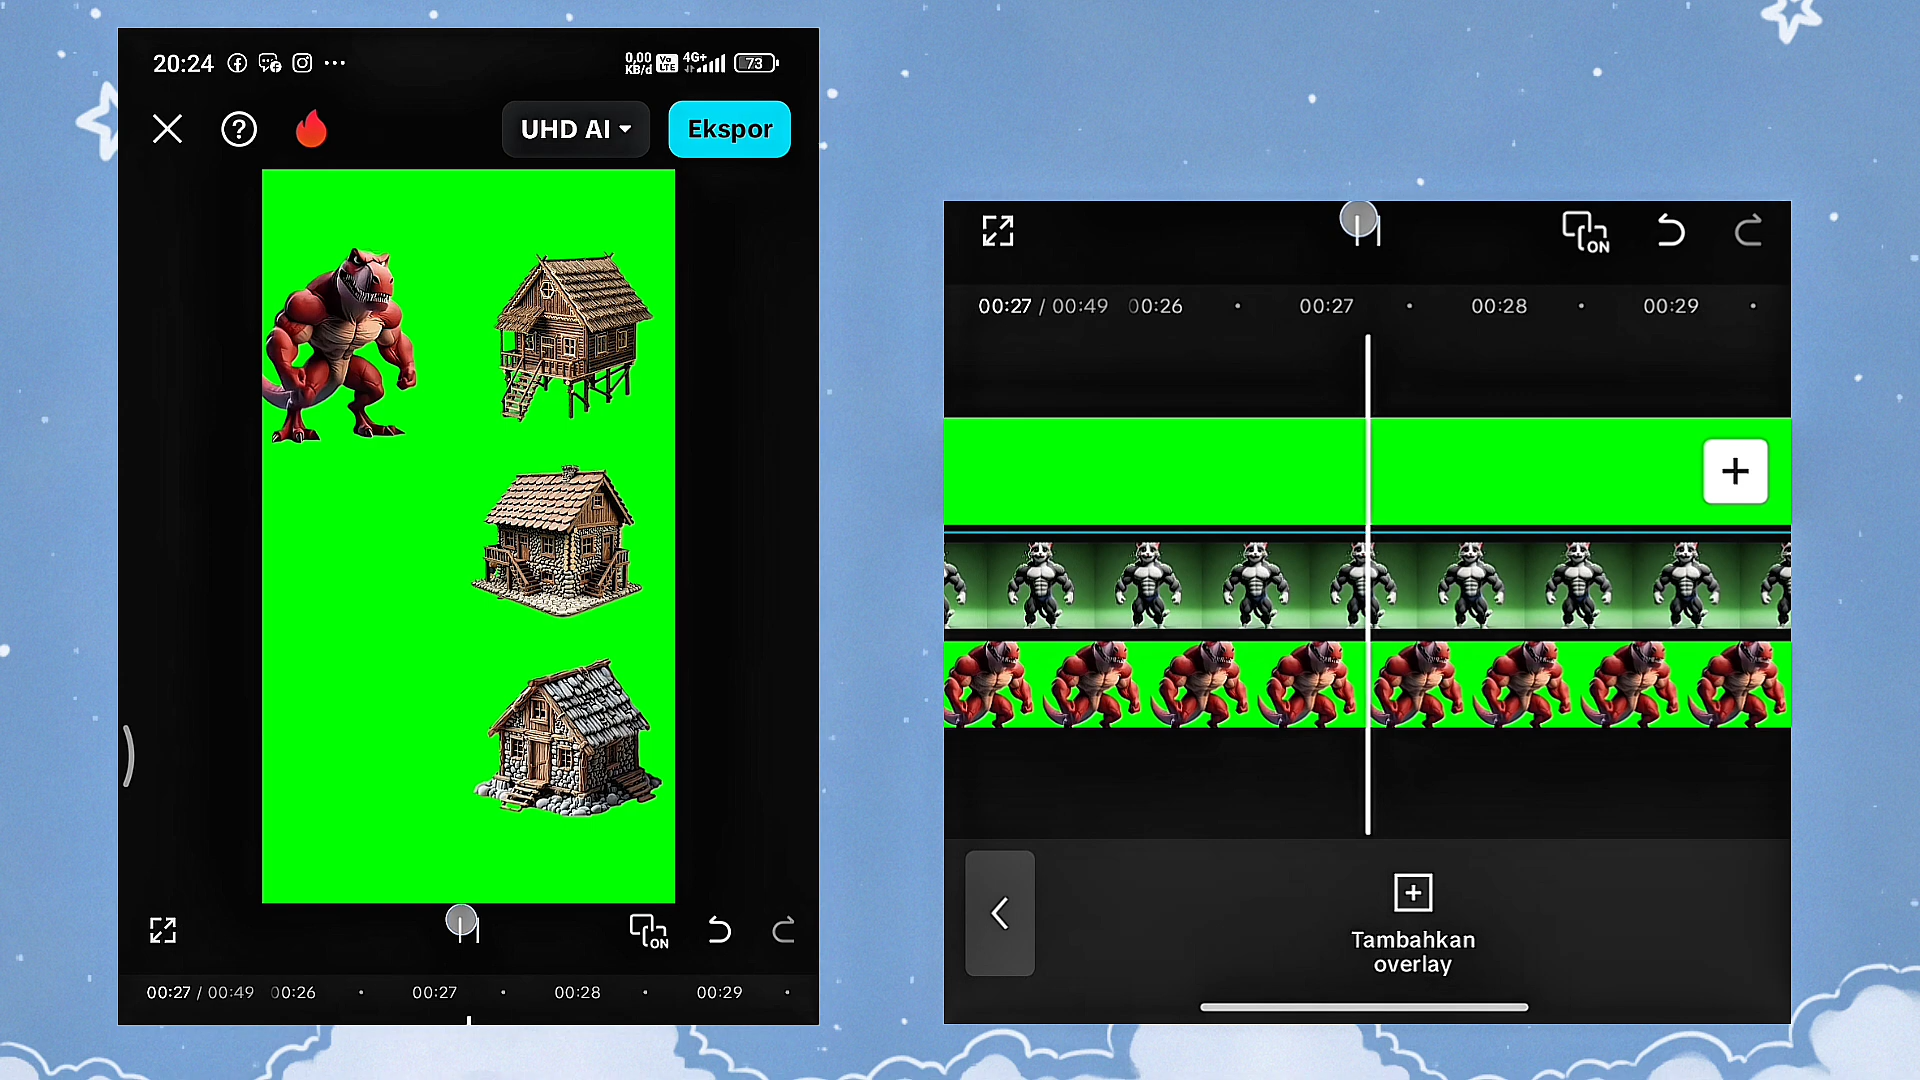 20:24
0,00 KB/d Vo LTE 4G+ 73
UHD AI
Ekspor
ON
00:27 / 00:49 00:26 00:27 00:28 00:29
ON
00:27 / 00:49 00:26 00:27 00:28 00:29
Tambahkan
overlay